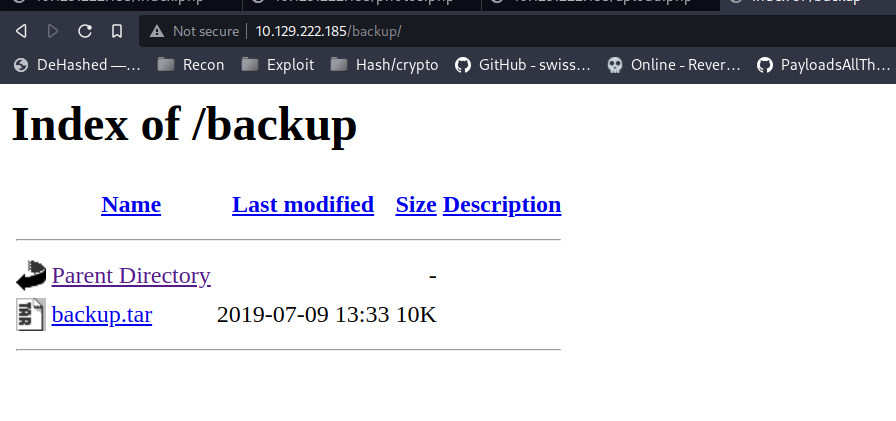 Not secure 10.129.222.185/backup/
DeHashed —... Recon Exploit Hash/crypto GitHub - swiss... Online - Rever... PayloadsAllTh...
Index of /backup
Name Last modified Size Description
Parent Directory -
backup.tar 2019-07-09 13:33 10K
TAR